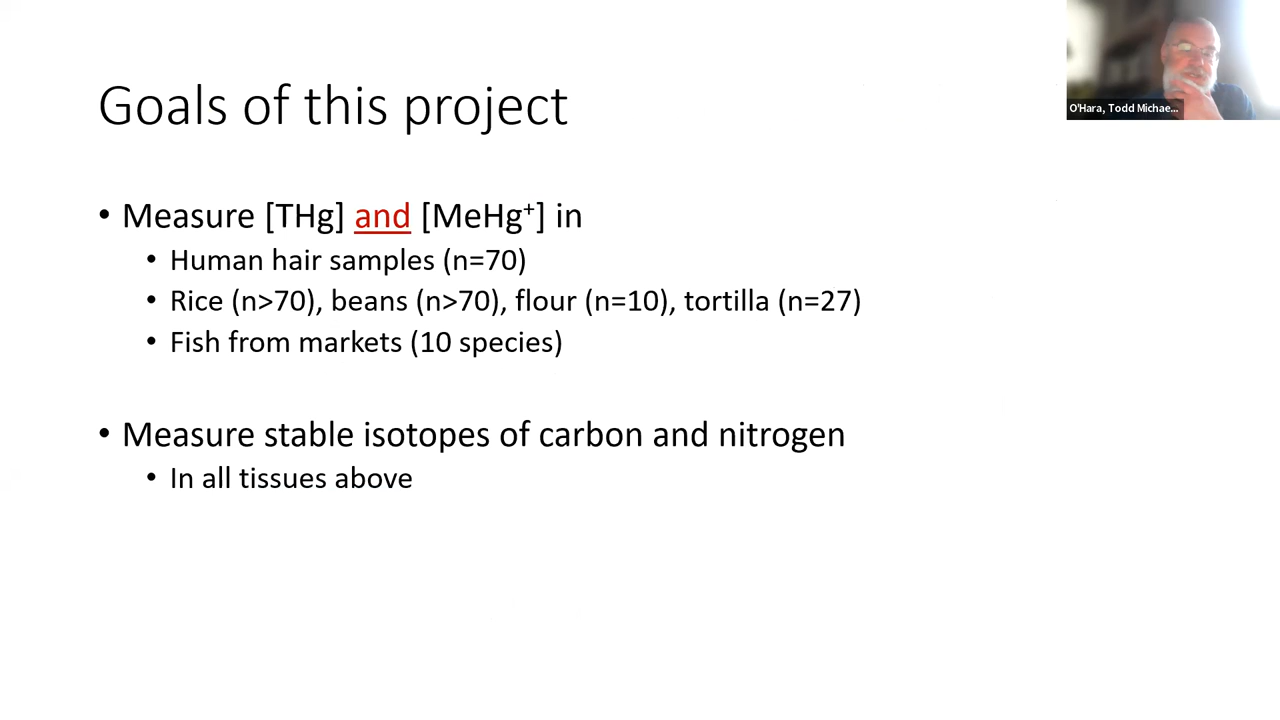 Goals of this project
O'Hara, Todd Michae...
• Measure [THg] and [MeHg⁺] in
• Human hair samples (n=70)
• Rice (n>70), beans (n>70), flour (n=10), tortilla (n=27)
• Fish from markets (10 species)
• Measure stable isotopes of carbon and nitrogen
• In all tissues above